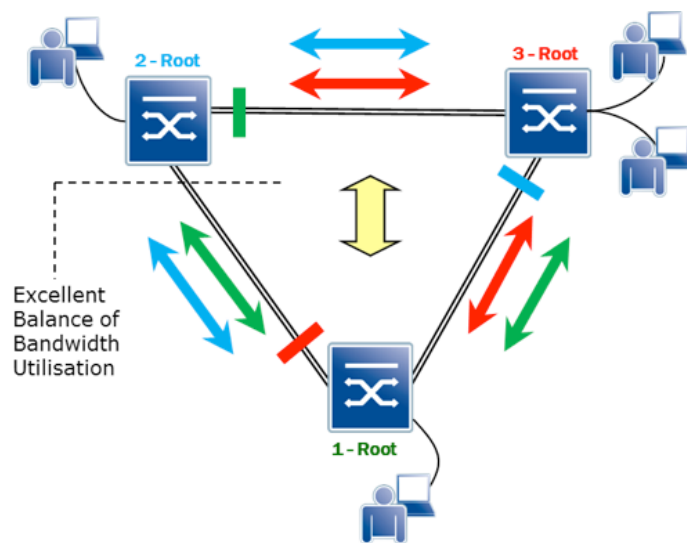 2 - Root
3 - Root
Excellent
Balance of
Bandwidth
Utilisation
1 - Root